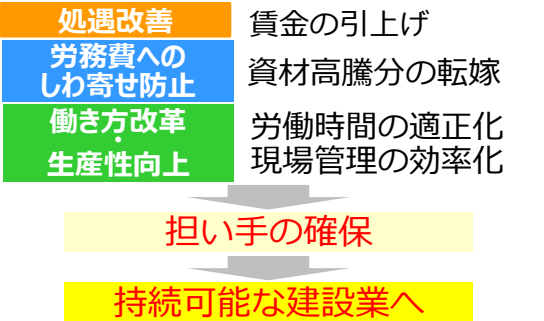 処遇改善
賃金の引上げ
労務費への
しわ寄せ防止
資材高騰分の転嫁
働き方改革
・
生産性向上
労働時間の適正化
現場管理の効率化
担い手の確保
持続可能な建設業へ